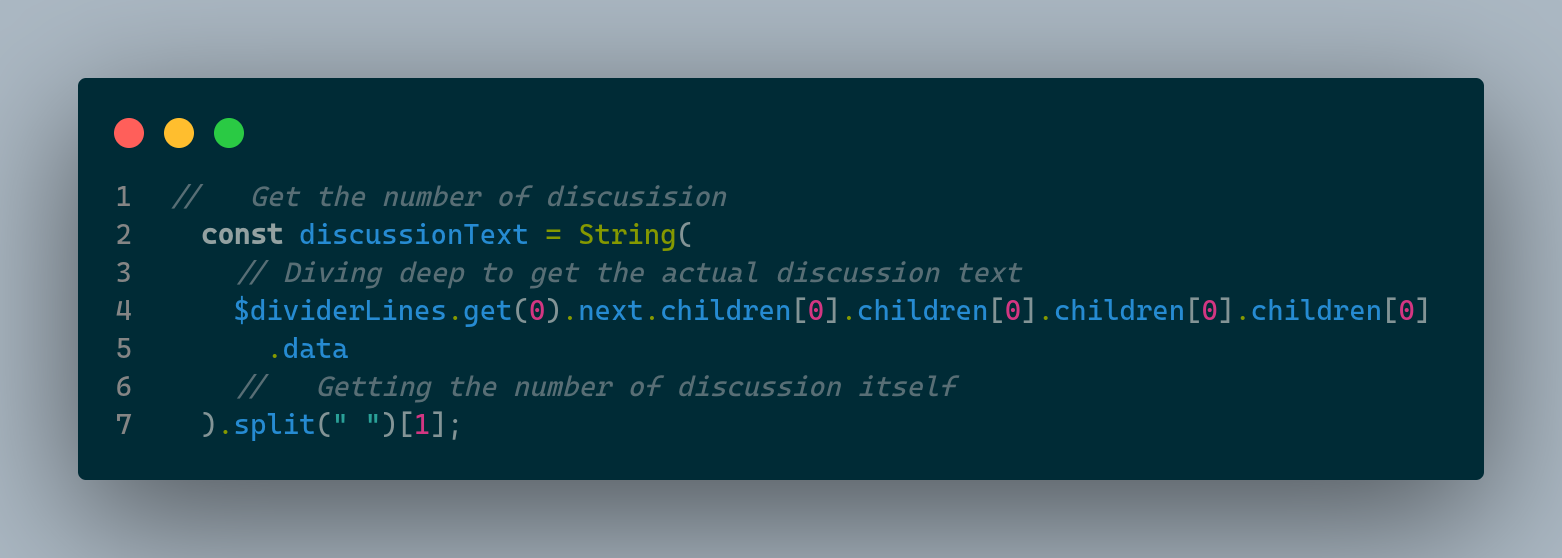 1 //   Get the number of discusision
2   const discussionText = String(
3     // Diving deep to get the actual discussion text
4     $dividerLines.get(0).next.children[0].children[0].children[0].children[0]
5       .data
6     //   Getting the number of discussion itself
7   ).split(" ")[1];